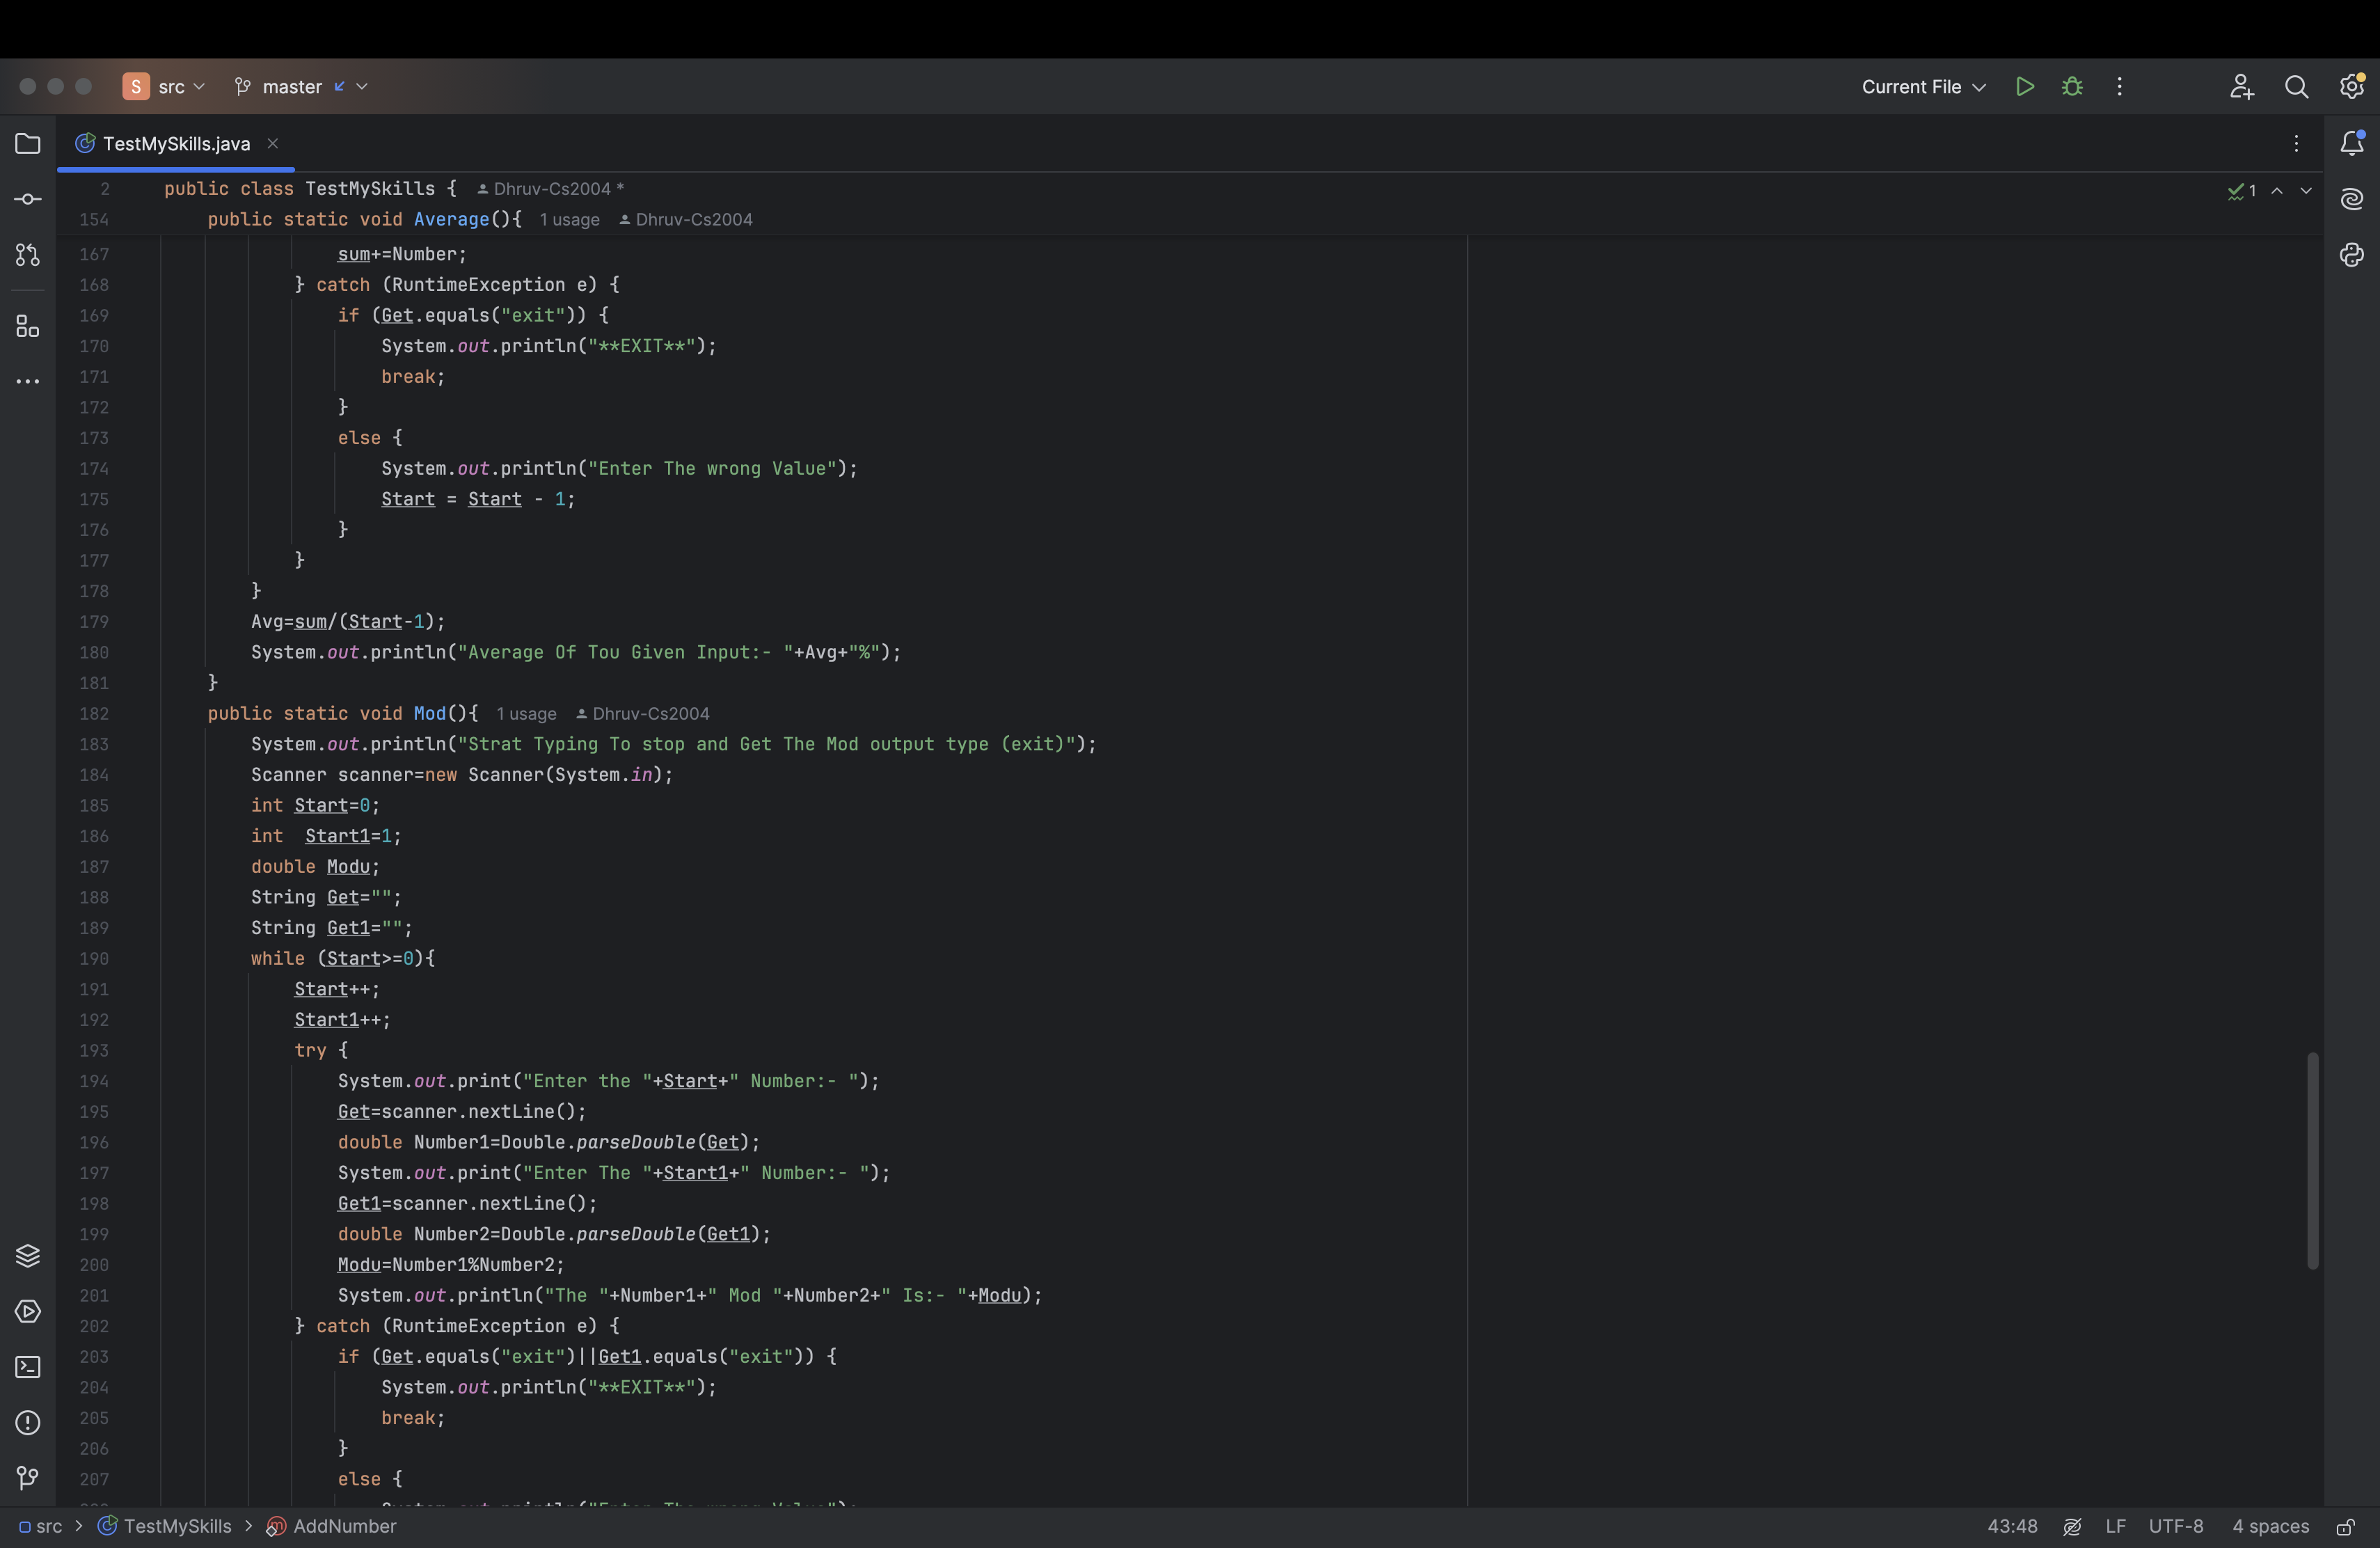 S src master
Current File
TestMySkills.java
2 public class TestMySkills { Dhruv-Cs2004 *
1
154 public static void Average(){ 1 usage Dhruv-Cs2004
167 sum+=Number;
168 } catch (RuntimeException e) {
169 if (Get.equals("exit")) {
170 System.out.println("**EXIT**");
171 break;
172 }
173 else {
174 System.out.println("Enter The wrong Value");
175 Start = Start - 1;
176 }
177 }
178 }
179 Avg=sum/(Start-1);
180 System.out.println("Average Of Tou Given Input:- "+Avg+"%");
181 }
182 public static void Mod(){ 1 usage Dhruv-Cs2004
183 System.out.println("Strat Typing To stop and Get The Mod output type (exit)");
184 Scanner scanner=new Scanner(System.in);
185 int Start=0;
186 int  Start1=1;
187 double Modu;
188 String Get="";
189 String Get1="";
190 while (Start>=0){
191 Start++;
192 Start1++;
193 try {
194 System.out.print("Enter the "+Start+" Number:- ");
195 Get=scanner.nextLine();
196 double Number1=Double.parseDouble(Get);
197 System.out.print("Enter The "+Start1+" Number:- ");
198 Get1=scanner.nextLine();
199 double Number2=Double.parseDouble(Get1);
200 Modu=Number1%Number2;
201 System.out.println("The "+Number1+" Mod "+Number2+" Is:- "+Modu);
202 } catch (RuntimeException e) {
203 if (Get.equals("exit")||Get1.equals("exit")) {
204 System.out.println("**EXIT**");
205 break;
206 }
207 else {
src > TestMySkills > AddNumber
43:48 LF UTF-8 4 spaces